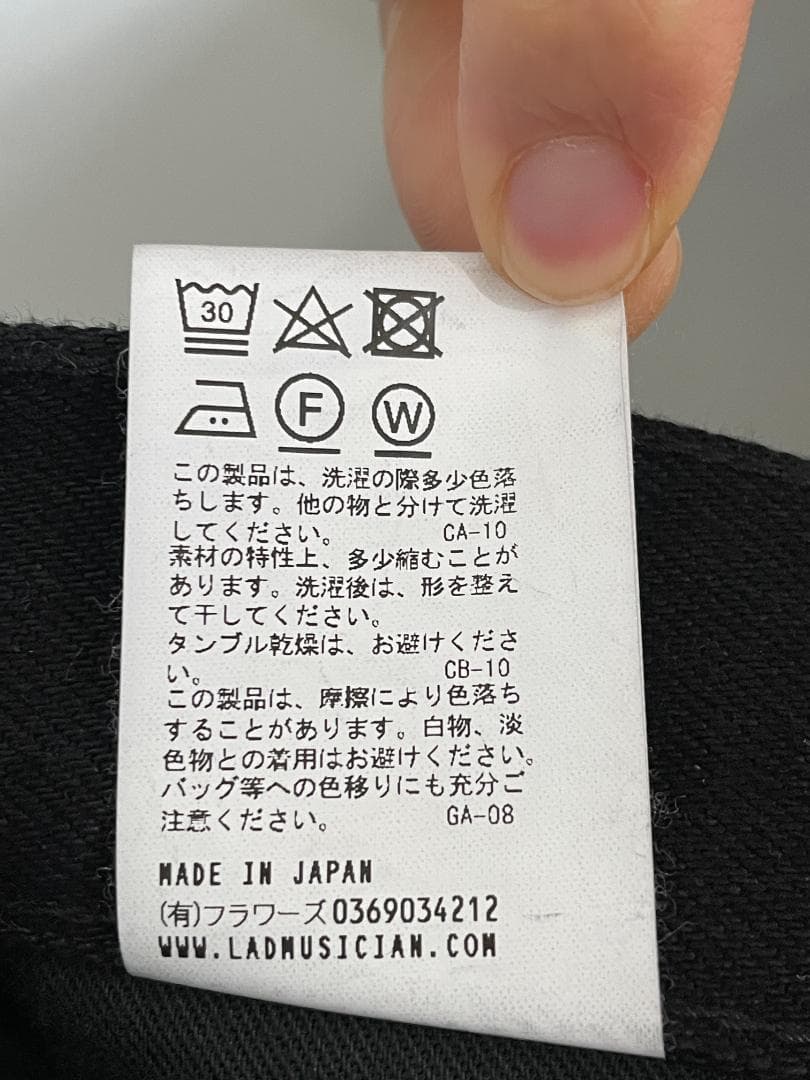 30
F W
この製品は、洗濯の際多少色落
ちします。他の物と分けて洗濯
してください。 CA-10
素材の特性上、多少縮むことが
あります。洗濯後は、形を整え
て干してください。
タンブル乾燥は、お避けくださ
い。 CB-10
この製品は、摩擦により色落ち
することがあります。白物、淡
色物との着用はお避けください。
バッグ等への色移りにも充分ご
注意ください。 GA-08
MADE IN JAPAN
(有)フラワーズ0369034212
WWW.LADMUSICIAN.COM